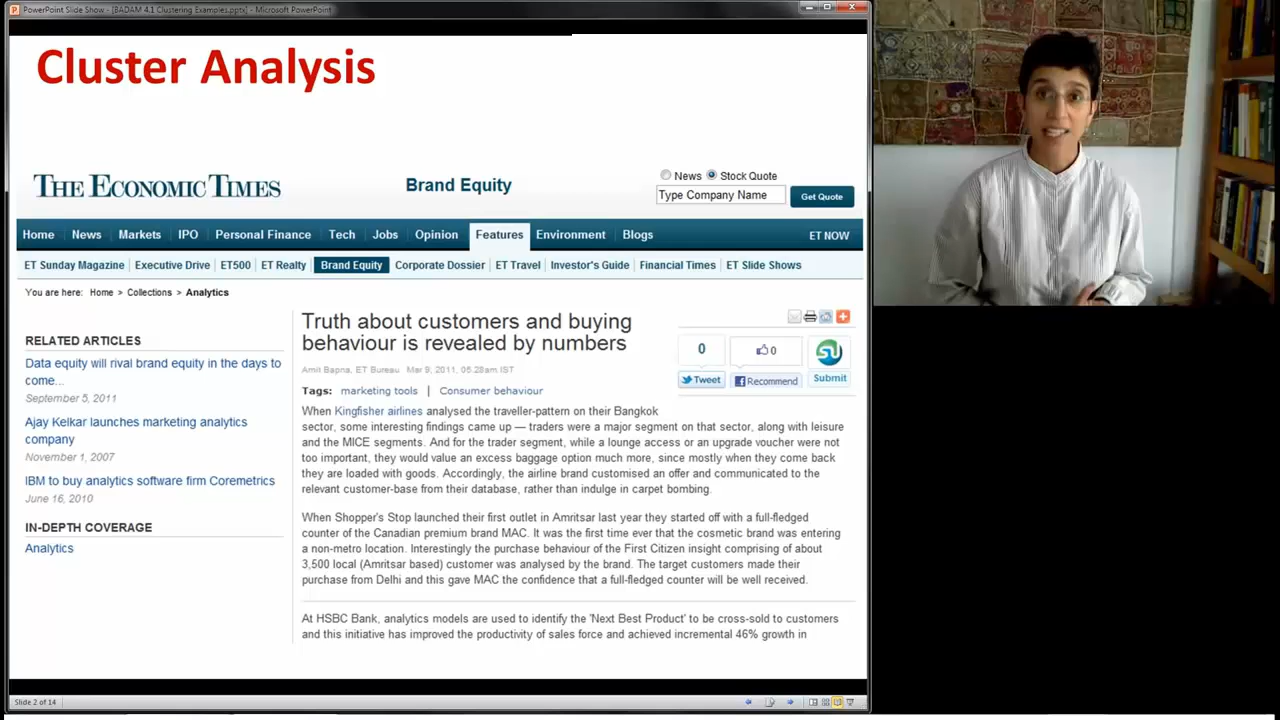 PowerPoint Slide Show - [BADAM 4.1 Clustering Examples.pptx] - Microsoft PowerPoint
Cluster Analysis
THE ECONOMIC TIMES
Brand Equity
News Stock Quote
Type Company Name
Get Quote
Home News Markets IPO Personal Finance Tech Jobs Opinion Features Environment Blogs ET NOW
ET Sunday Magazine Executive Drive ET500 ET Realty Brand Equity Corporate Dossier ET Travel Investor's Guide Financial Times ET Slide Shows
You are here: Home > Collections > Analytics
RELATED ARTICLES
Data equity will rival brand equity in the days to
come...
September 5, 2011
Ajay Kelkar launches marketing analytics
company
November 1, 2007
IBM to buy analytics software firm Coremetrics
June 16, 2010
IN-DEPTH COVERAGE
Analytics
Truth about customers and buying
behaviour is revealed by numbers
Amit Bapna, ET Bureau Mar 9, 2011, 05.28am IST
Tags: marketing tools | Consumer behaviour
0
Tweet
0
Recommend
Submit
When Kingfisher airlines analysed the traveller-pattern on their Bangkok
sector, some interesting findings came up — traders were a major segment on that sector, along with leisure
and the MICE segments. And for the trader segment, while a lounge access or an upgrade voucher were not
too important, they would value an excess baggage option much more, since mostly when they come back
they are loaded with goods. Accordingly, the airline brand customised an offer and communicated to the
relevant customer-base from their database, rather than indulge in carpet bombing.
When Shopper's Stop launched their first outlet in Amritsar last year they started off with a full-fledged
counter of the Canadian premium brand MAC. It was the first time ever that the cosmetic brand was entering
a non-metro location. Interestingly the purchase behaviour of the First Citizen insight comprising of about
3,500 local (Amritsar based) customer was analysed by the brand. The target customers made their
purchase from Delhi and this gave MAC the confidence that a full-fledged counter will be well received.
At HSBC Bank, analytics models are used to identify the 'Next Best Product' to be cross-sold to customers
and this initiative has improved the productivity of sales force and achieved incremental 46% growth in
Slide 2 of 14